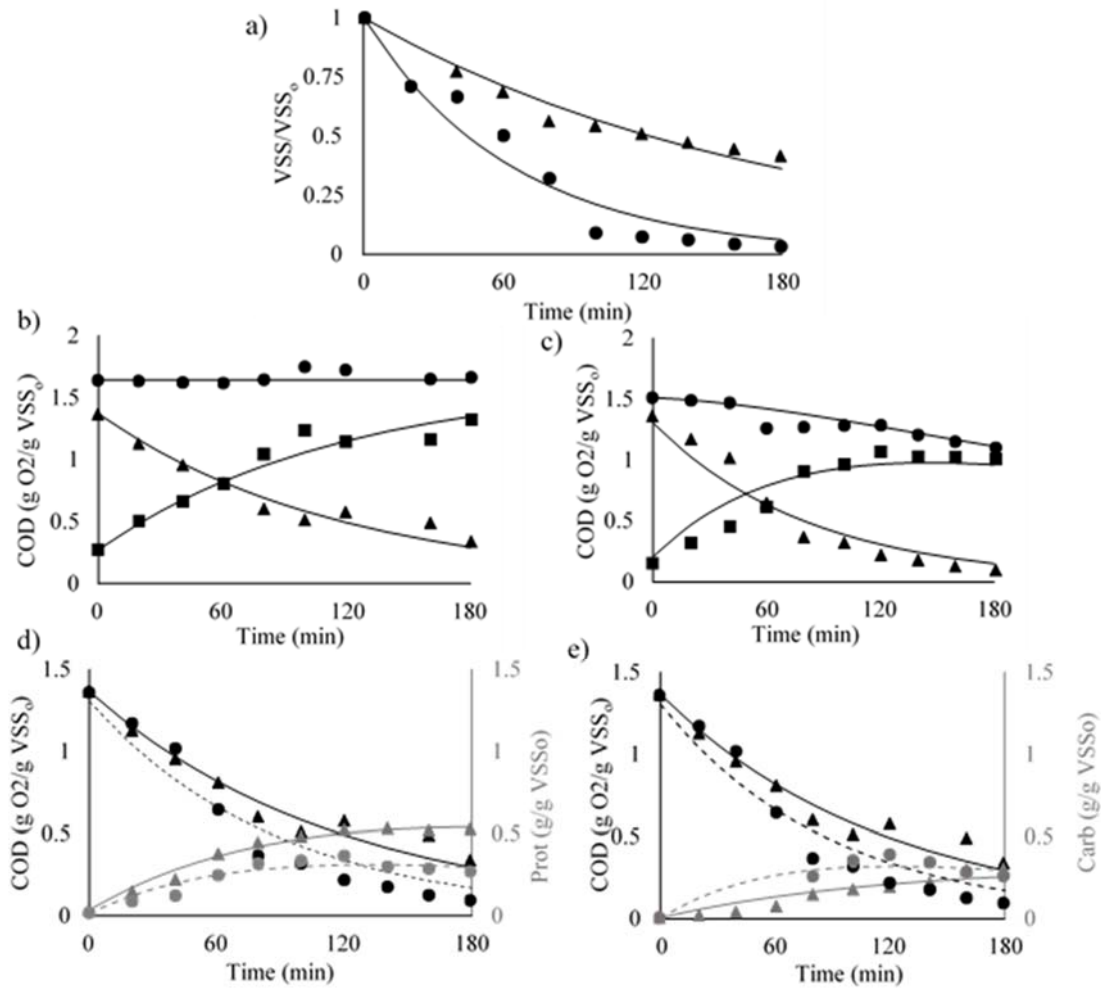 a)
1
0.75
0.5
0.25
0
VSS/VSSo
0 60 120 180
Time (min)
b)
2
1.5
1
0.5
0
COD (g O2/g VSSo)
0 60 120 180
Time (min)
c)
2
1.5
1
0.5
0
COD (g O2/g VSSo)
0 60 120 180
Time (min)
d)
1.5
1
0.5
0
COD (g O2/g VSSo)
1.5
1
0.5
0
Prot (g/g VSSo)
0 60 120 180
Time (min)
e)
1.5
1
0.5
0
COD (g O2/g VSSo)
1.5
1
0.5
0
Carb (g/g VSSo)
0 60 120 180
Time (min)